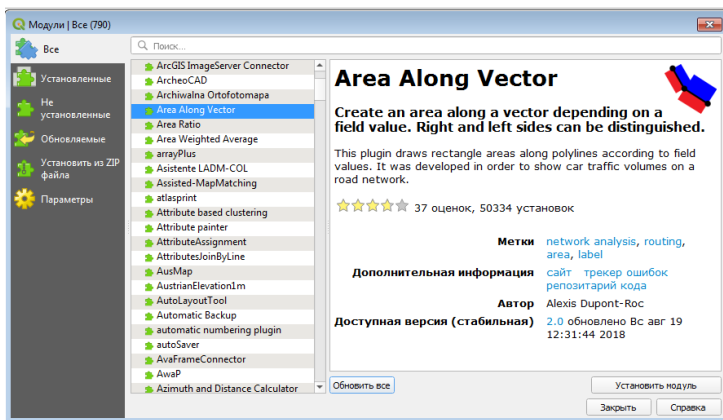 Модули | Все (790)
Все
Установленные
Не
установленные
Обновляемые
Установить из ZIP
файла
Параметры
Поиск...
ArcGIS ImageServer Connector
ArcheoCAD
Archiwalna Ortofotomapa
Area Along Vector
Area Ratio
Area Weighted Average
arrayPlus
Asistente LADM-COL
Assisted-MapMatching
atlasprint
Attribute based clustering
Attribute painter
AttributeAssignment
AttributesJoinByLine
AusMap
AustrianElevation1m
AutoLayoutTool
Automatic Backup
automatic numbering plugin
autoSaver
AvaFrameConnector
AwaP
Azimuth and Distance Calculator
Area Along Vector
Create an area along a vector depending on a
field value. Right and left sides can be distinguished.
This plugin draws rectangle areas along polylines according to field
values. It was developed in order to show car traffic volumes on a
road network.
37 оценок, 50334 установок
Метки network analysis, routing,
area, label
Дополнительная информация сайт трекер ошибок
репозитарий кода
Автор Alexis Dupont-Roc
Доступная версия (стабильная) 2.0 обновлено Вс авг 19
12:31:44 2018
Обновить все
Установить модуль
Закрыть
Справка